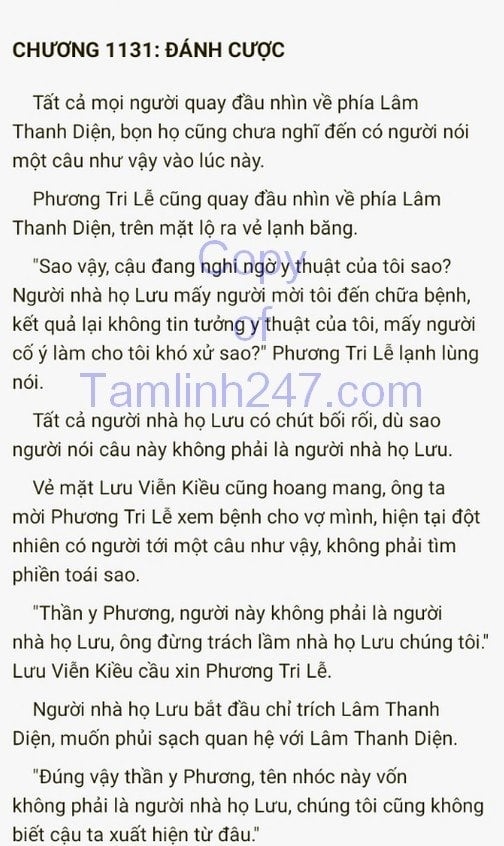 CHƯƠNG 1131: ĐÁNH CƯỢC
Tất cả mọi người quay đầu nhìn về phía Lâm
Thanh Diện, bọn họ cũng chưa nghĩ đến có người nói
một câu như vậy vào lúc này.
Phương Tri Lễ cũng quay đầu nhìn về phía Lâm
Thanh Diện, trên mặt lộ ra vẻ lạnh băng.
"Sao vậy, cậu đang nghi ngờ y thuật của tôi sao?
Người nhà họ Lưu mấy người mời tôi đến chữa bệnh,
kết quả lại không tin tưởng y thuật của tôi, mấy người
cố ý làm cho tôi khó xử sao?" Phương Tri Lễ lạnh lùng
nói.
Tất cả người nhà họ Lưu có chút bối rối, dù sao
người nói câu này không phải là người nhà họ Lưu.
Vẻ mặt Lưu Viễn Kiều cũng hoang mang, ông ta
mời Phương Tri Lễ xem bệnh cho vợ mình, hiện tại đột
nhiên có người tới một câu như vậy, không phải tìm
phiền toái sao.
"Thần y Phương, người này không phải là người
nhà họ Lưu, ông đừng trách lầm nhà họ Lưu chúng tôi."
Lưu Viễn Kiều cầu xin Phương Tri Lễ.
Người nhà họ Lưu bắt đầu chỉ trích Lâm Thanh
Diện, muốn phủi sạch quan hệ với Lâm Thanh Diện.
"Đúng vậy thần y Phương, tên nhóc này vốn
không phải là người nhà họ Lưu, chúng tôi cũng không
biết cậu ta xuất hiện từ đâu."
Copy
of
Tamlinh247.com